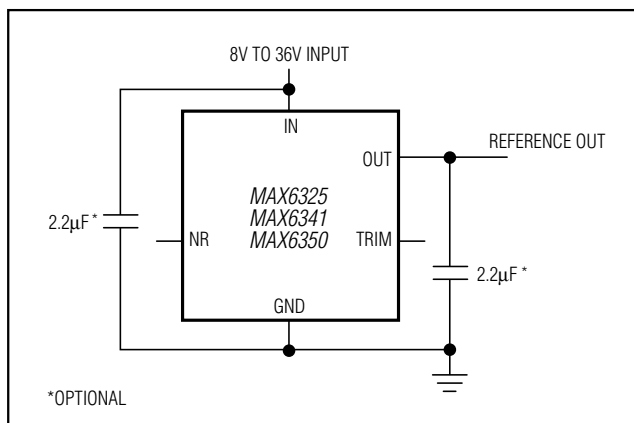 8V TO 36V INPUT
IN
OUT
REFERENCE OUT
MAX6325
MAX6341
MAX6350
2.2μF *
NR
TRIM
2.2μF *
GND
*OPTIONAL